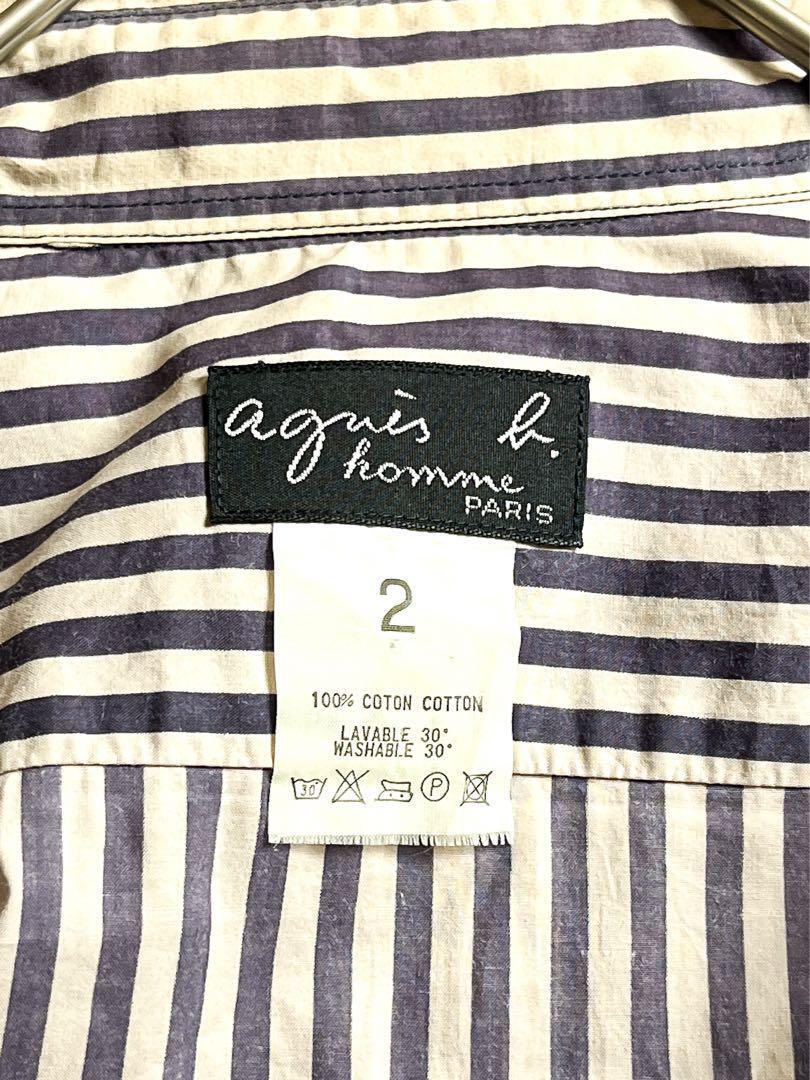 agnès b.
homme
PARIS
2
100% COTON COTTON
LAVABLE 30°
WASHABLE 30°
30°
P